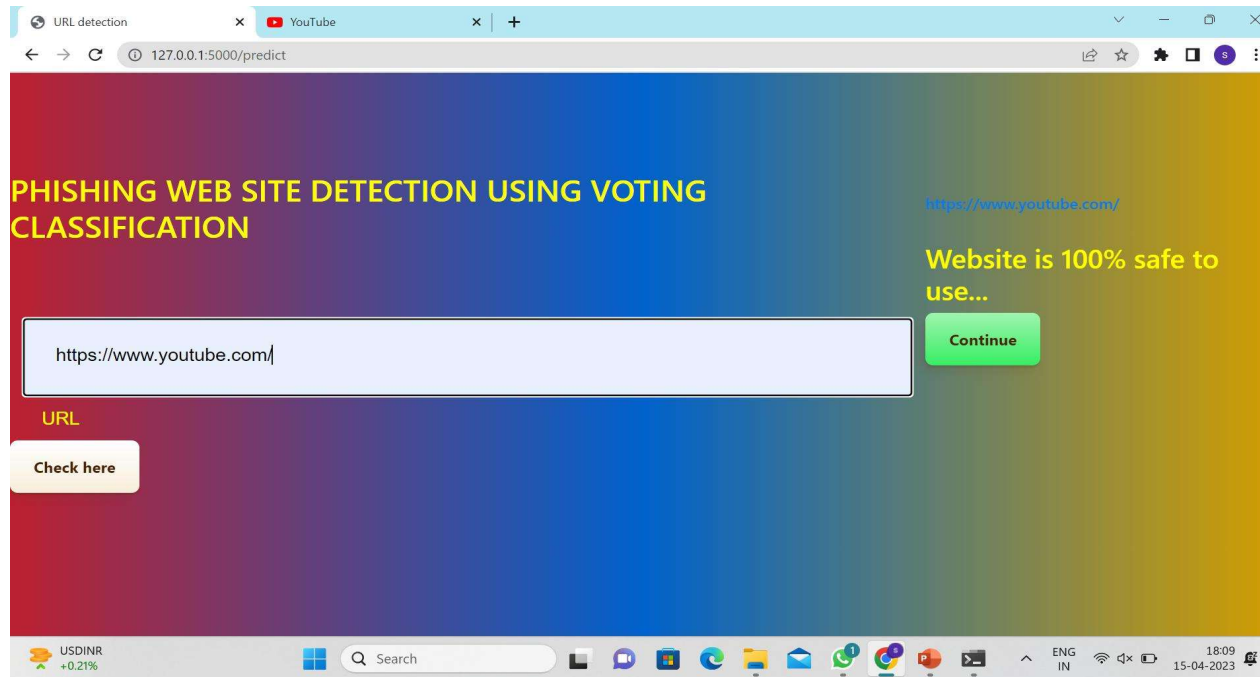 URL detection
YouTube
127.0.0.1:5000/predict
S
PHISHING WEB SITE DETECTION USING VOTING
CLASSIFICATION
https://www.youtube.com/
URL
Check here
https://www.youtube.com/
Website is 100% safe to
use...
Continue
USDINR
+0.21%
Search
1
ENG
IN
18:09
15-04-2023